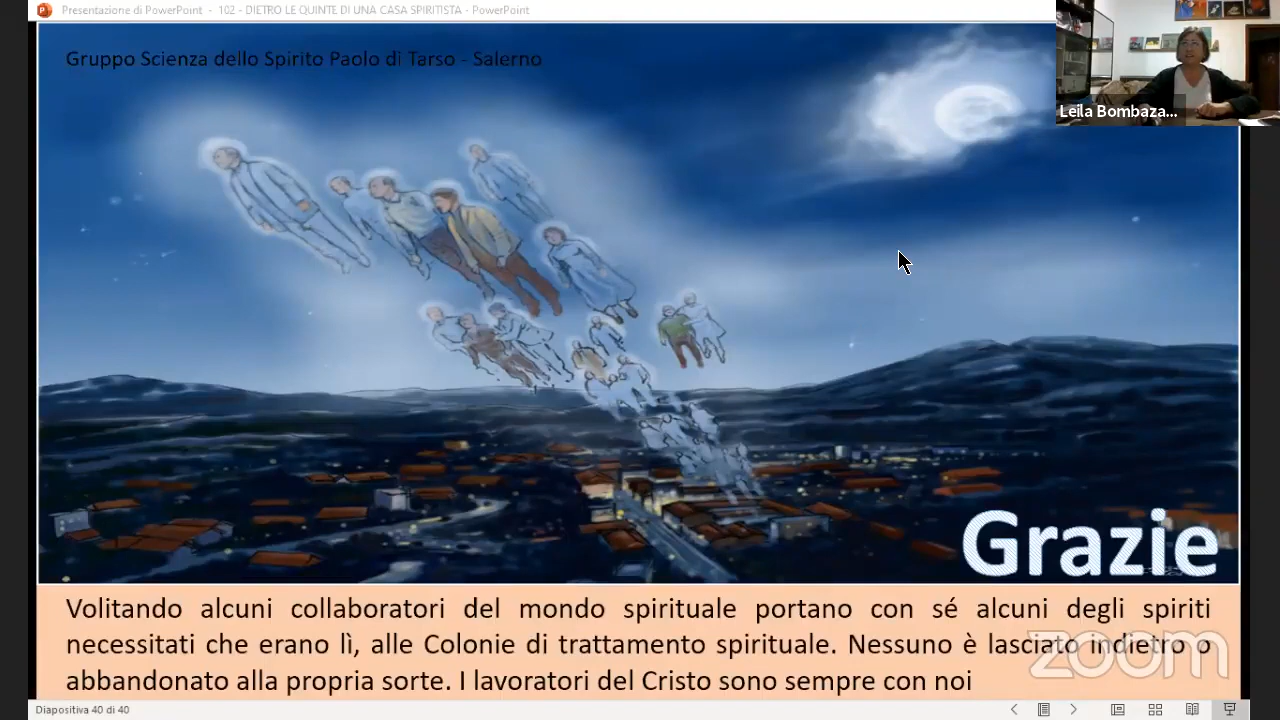 Presentazione di PowerPoint - 102 - DIETRO LE QUINTE DI UNA CASA SPIRITISTA - PowerPoint
Gruppo Scienza dello Spirito Paolo di Tarso - Salerno
Leila Bombaza...
Grazie
Volitando alcuni collaboratori del mondo spirituale portano con sé alcuni degli spiriti
necessitati che erano lì, alle Colonie di trattamento spirituale. Nessuno è lasciato indietro o
abbandonato alla propria sorte. I lavoratori del Cristo sono sempre con noi
zoom
Diapositiva 40 di 40